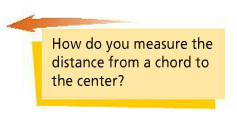 How do you measure the
distance from a chord to
the center?